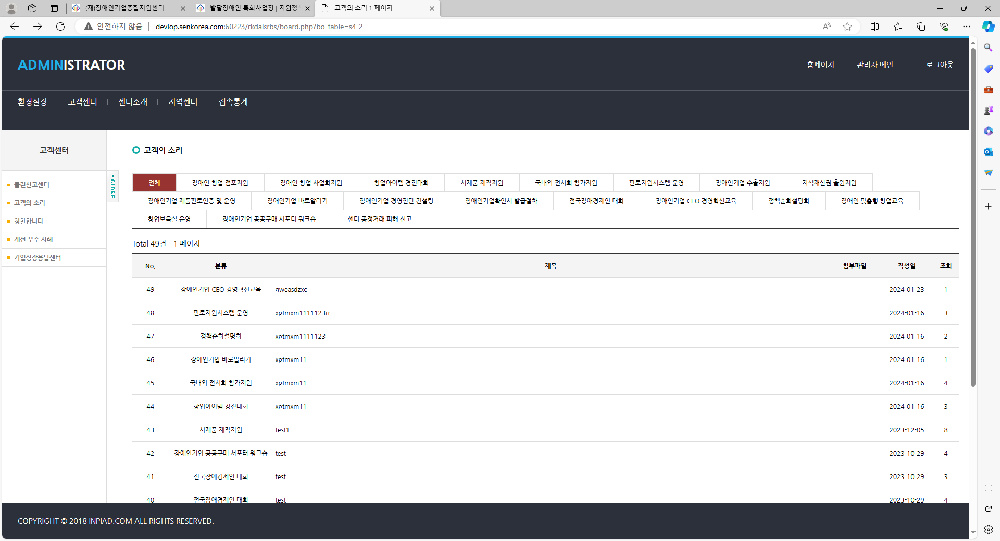 (재)장애인기업종합지원센터
발달장애인 특화사업장 | 지원정
고객의 소리 1 페이지
안전하지 않음
devlop.senkorea.com:60223/rkdalsrbs/board.php?bo_table=s4_2
ADMINISTRATOR
홈페이지 관리자 메인 로그아웃
환경설정 고객센터 센터소개 지역센터 접속통계
고객센터
클린신고센터
고객의 소리
칭찬합니다
개선 우수 사례
기업성장응답센터
CLOSE
고객의 소리
전체 장애인 창업 점포지원 장애인 창업 사업화지원 창업아이템 경진대회 시제품 제작지원 국내외 전시회 참가지원 판로지원시스템 운영 장애인기업 수출지원 지식재산권 출원지원
장애인기업 제품판로인증 및 운영 장애인기업 바로알리기 장애인기업 경영진단 컨설팅 장애인기업확인서 발급절차 전국장애경제인 대회 장애인기업 CEO 경영혁신교육 정책순회설명회 장애인 맞춤형 창업교육
창업보육실 운영 장애인기업 공공구매 서포터 워크숍 센터 공정거래 피해 신고
Total 49건 1 페이지
No. 분류 제목 첨부파일 작성일 조회
49 장애인기업 CEO 경영혁신교육 qweasdzxc 2024-01-23 1
48 판로지원시스템 운영 xptmxm1111123rr 2024-01-16 3
47 정책순회설명회 xptmxm1111123 2024-01-16 2
46 장애인기업 바로알리기 xptmxm11 2024-01-16 1
45 국내외 전시회 참가지원 xptmxm11 2024-01-16 4
44 창업아이템 경진대회 xptmxm11 2024-01-16 3
43 시제품 제작지원 test1 2023-12-05 8
42 장애인기업 공공구매 서포터 워크숍 test 2023-10-29 4
41 전국장애경제인 대회 test 2023-10-29 3
40 전국장애경제인 대회 test 2023-10-29 4
COPYRIGHT © 2018 INPIAD.COM ALL RIGHTS RESERVED.